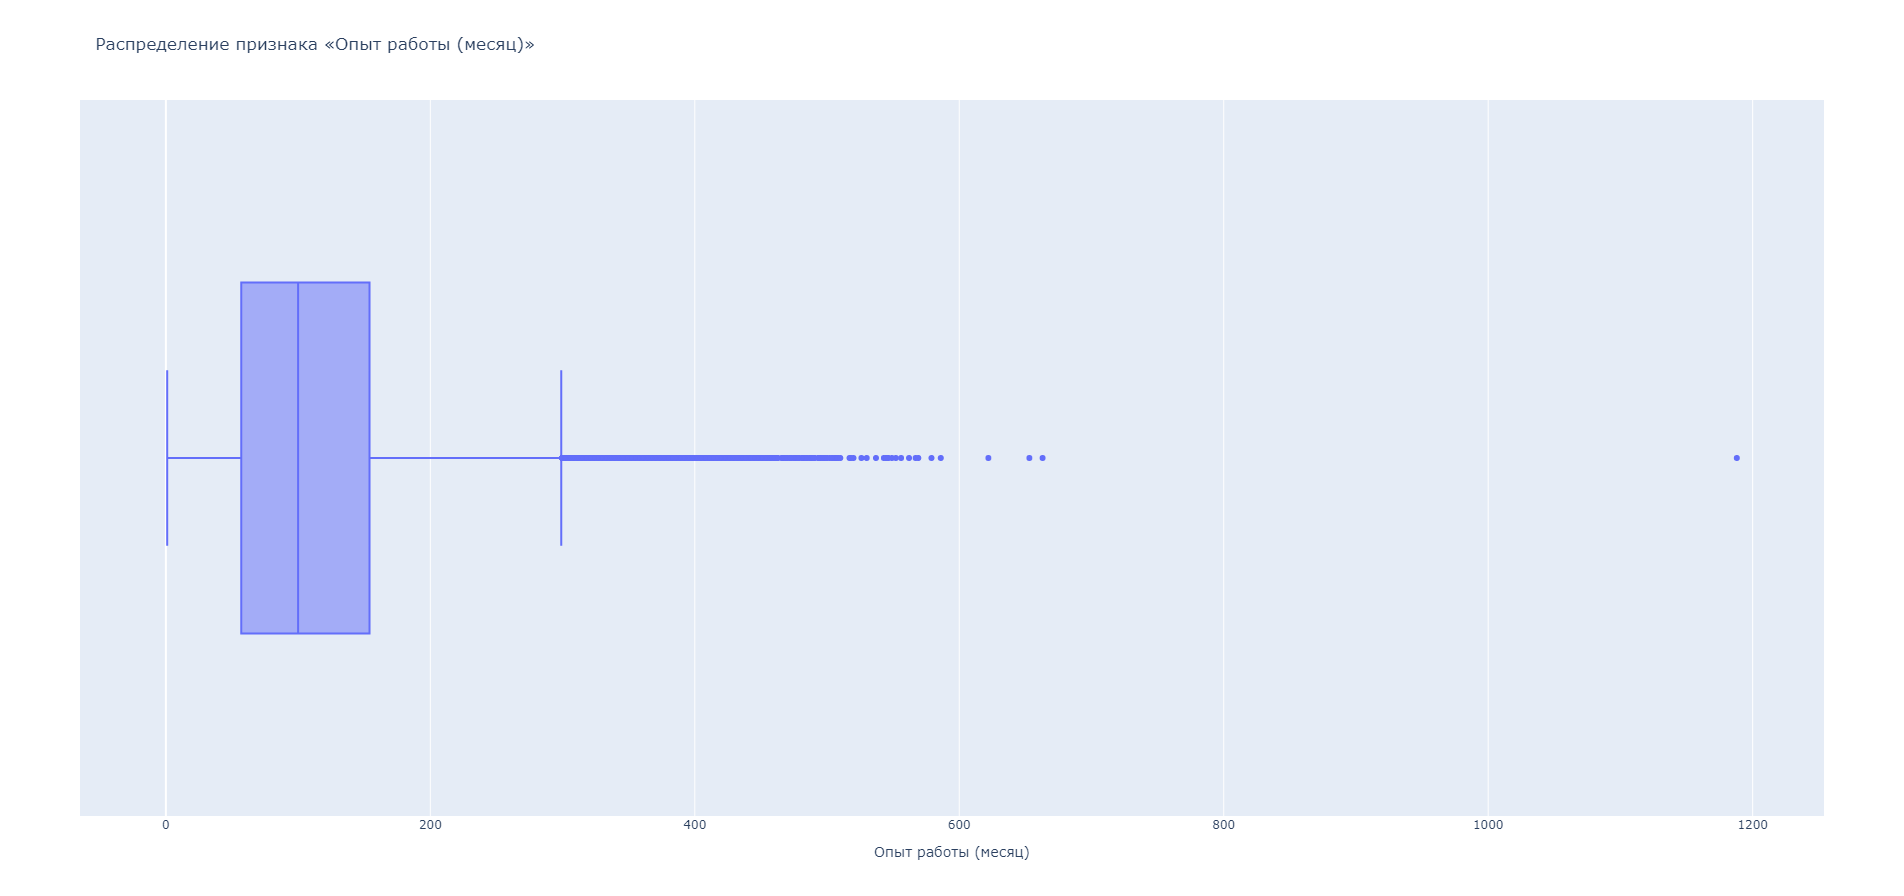 Распределение признака «Опыт работы (месяц)»
0 200 400 600 800 1000 1200
Опыт работы (месяц)